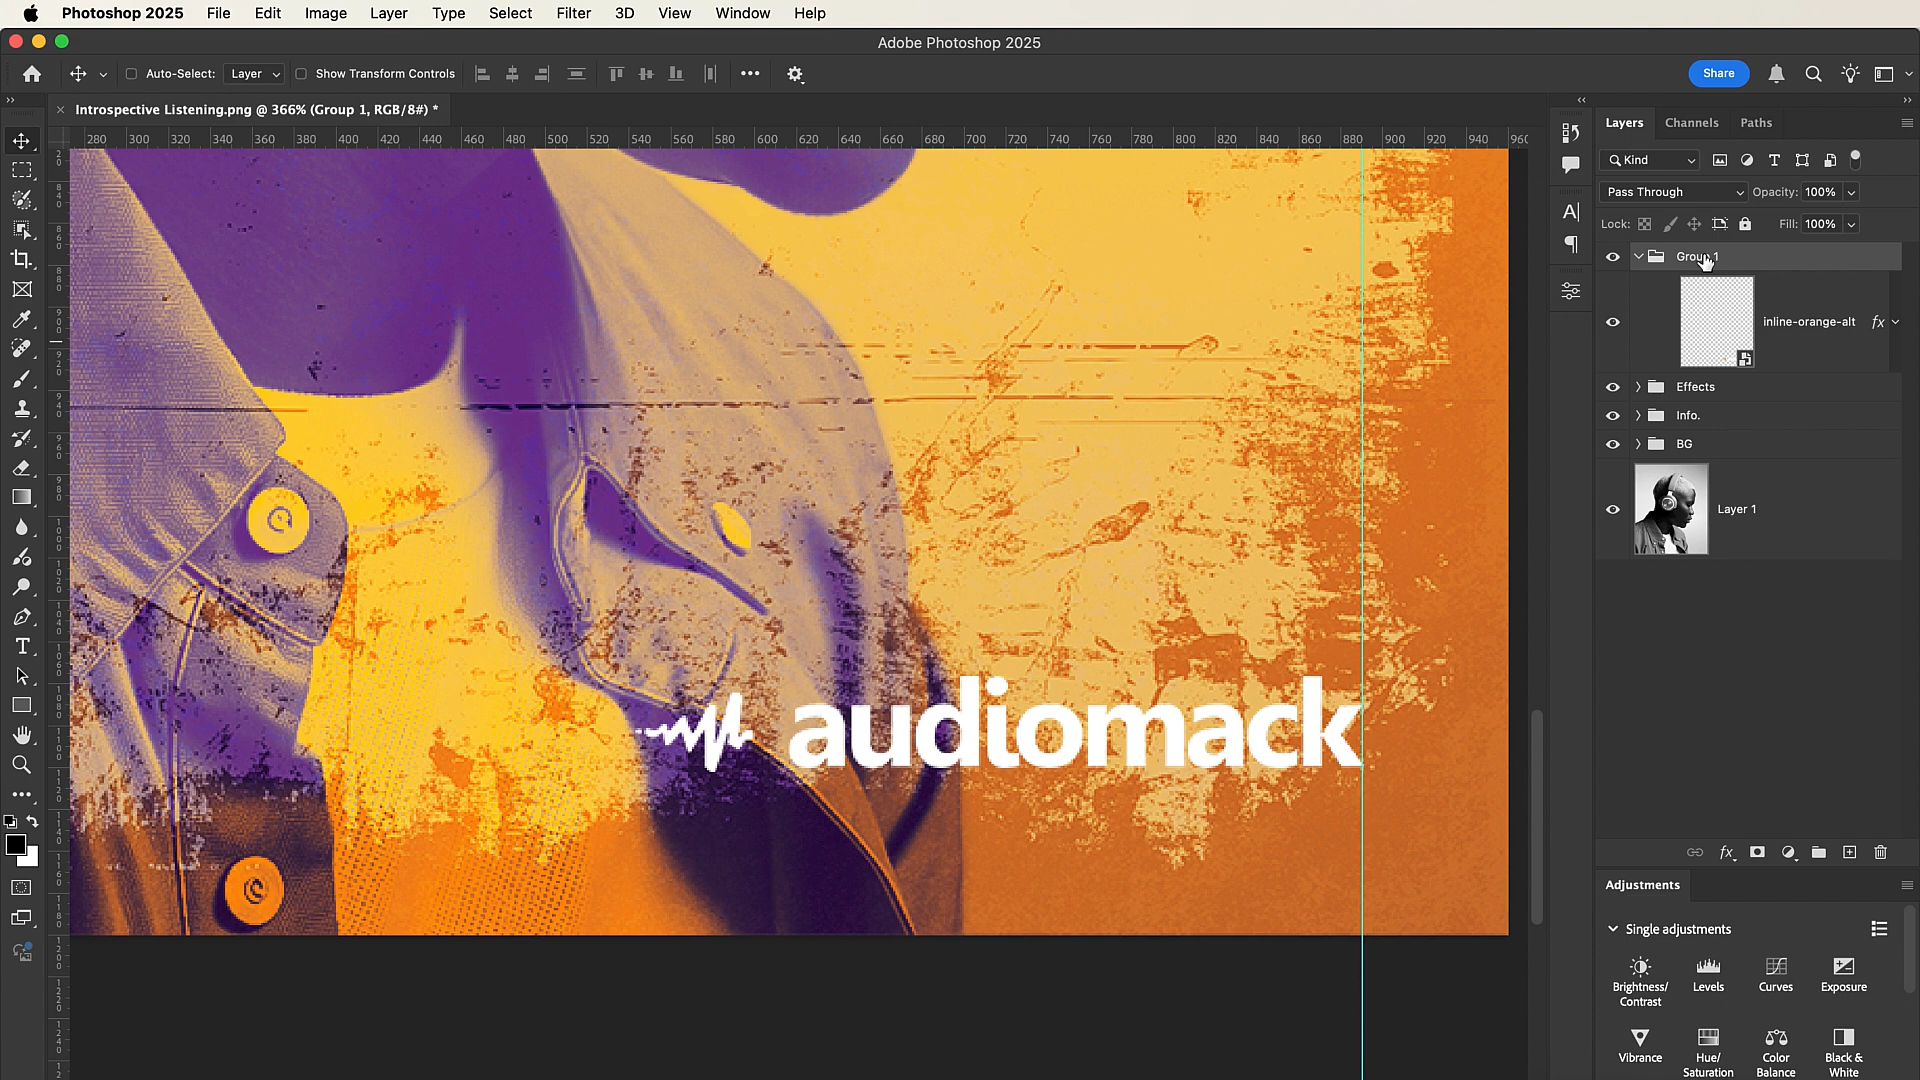 Photoshop 2025 File Edit Image Layer Type Select Filter 3D View Window Help
Adobe Photoshop 2025
Auto-Select: Layer Show Transform Controls Share
Introspective Listening.png @ 366% (Group 1, RGB/8#) *
280 300 320 340 360 380 400 420 440 460 480 500 520 540 560 580 600 620 640 660 680 700 720 740 760 780 800 820 840 860 880 900 920 940 960
Layers Channels Paths
Kind
Pass Through Opacity: 100%
Lock: Fill: 100%
Group 1
inline-orange-alt fx
Effects
Info.
BG
Layer 1
audiomack
fx
Adjustments
Single adjustments
Brightness/
Contrast
Levels
Curves
Exposure
Vibrance
Hue/
Saturation
Color
Balance
Black &
White